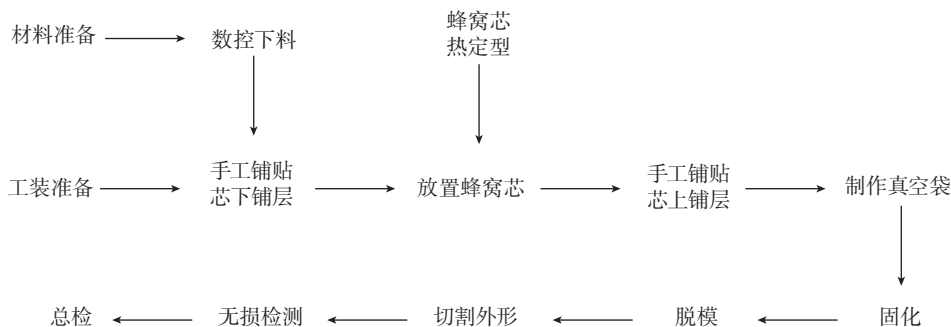 材料准备
数控下料
蜂窝芯
热定型
工装准备
手工铺贴
芯下铺层
放置蜂窝芯
手工铺贴
芯上铺层
制作真空袋
总检
无损检测
切割外形
脱模
固化